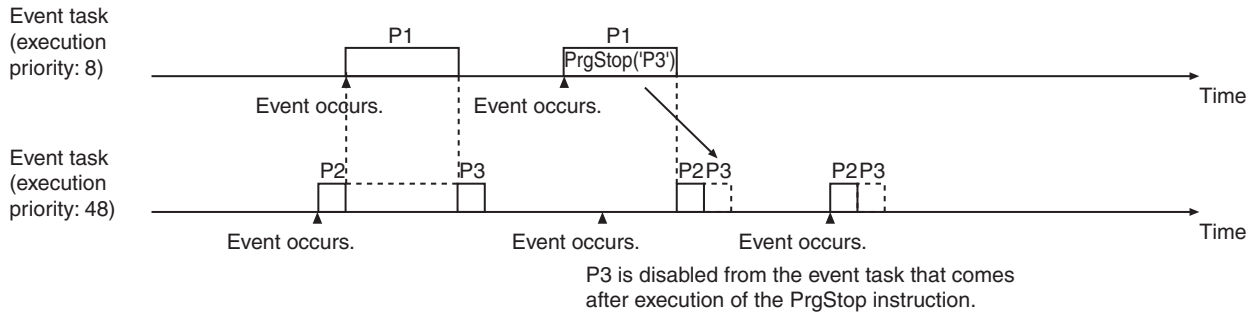 Event task
(execution
priority: 8)
P1
P1
PrgStop('P3')
Event occurs.
Event occurs.
Time
Event task
(execution
priority: 48)
P2
P3
P2 P3
P2 P3
Event occurs.
Event occurs.
Event occurs.
Time
P3 is disabled from the event task that comes
after execution of the PrgStop instruction.